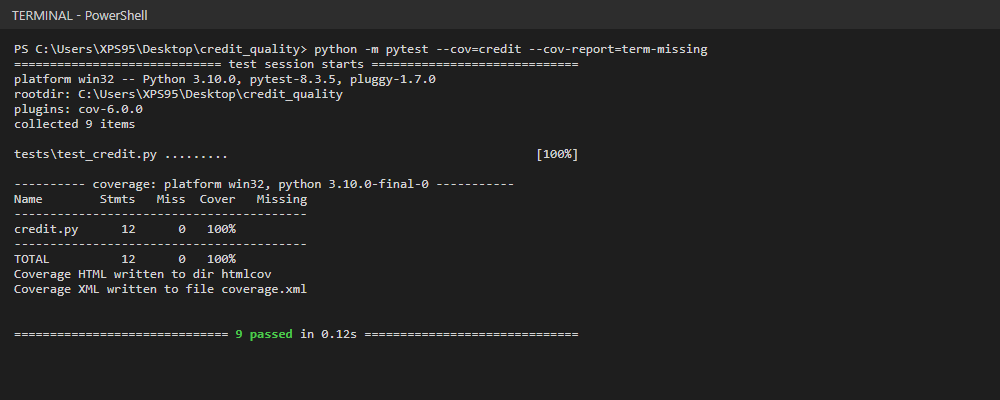 TERMINAL - PowerShell
PS C:\Users\XPS95\Desktop\credit_quality> python -m pytest --cov=credit --cov-report=term-missing
============================= test session starts =============================
platform win32 -- Python 3.10.0, pytest-8.3.5, pluggy-1.7.0
rootdir: C:\Users\XPS95\Desktop\credit_quality
plugins: cov-6.0.0
collected 9 items
tests\test_credit.py .........                                           [100%]
---------- coverage: platform win32, python 3.10.0-final-0 -----------
Name        Stmts   Miss  Cover   Missing
-----------------------------------------
credit.py      12      0   100%
-----------------------------------------
TOTAL          12      0   100%
Coverage HTML written to dir htmlcov
Coverage XML written to file coverage.xml
============================== 9 passed in 0.12s ==============================